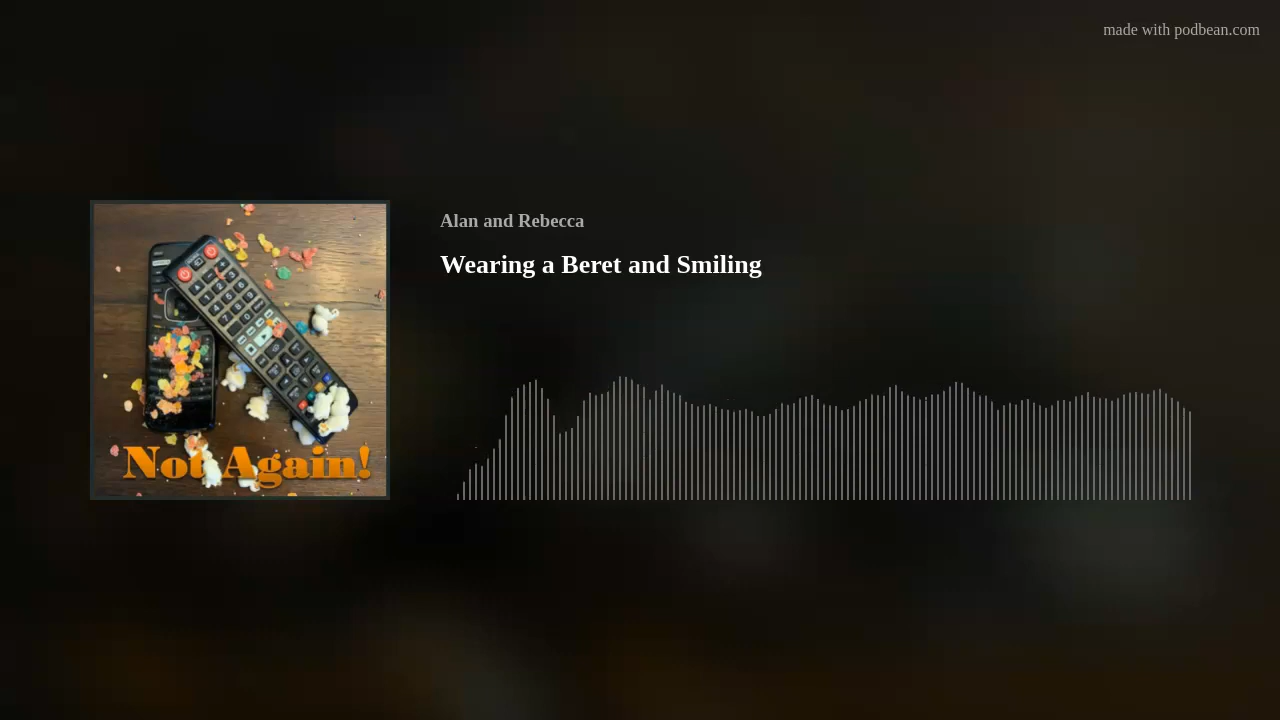 made with podbean.com
Alan and Rebecca
Wearing a Beret and Smiling
Not Again!